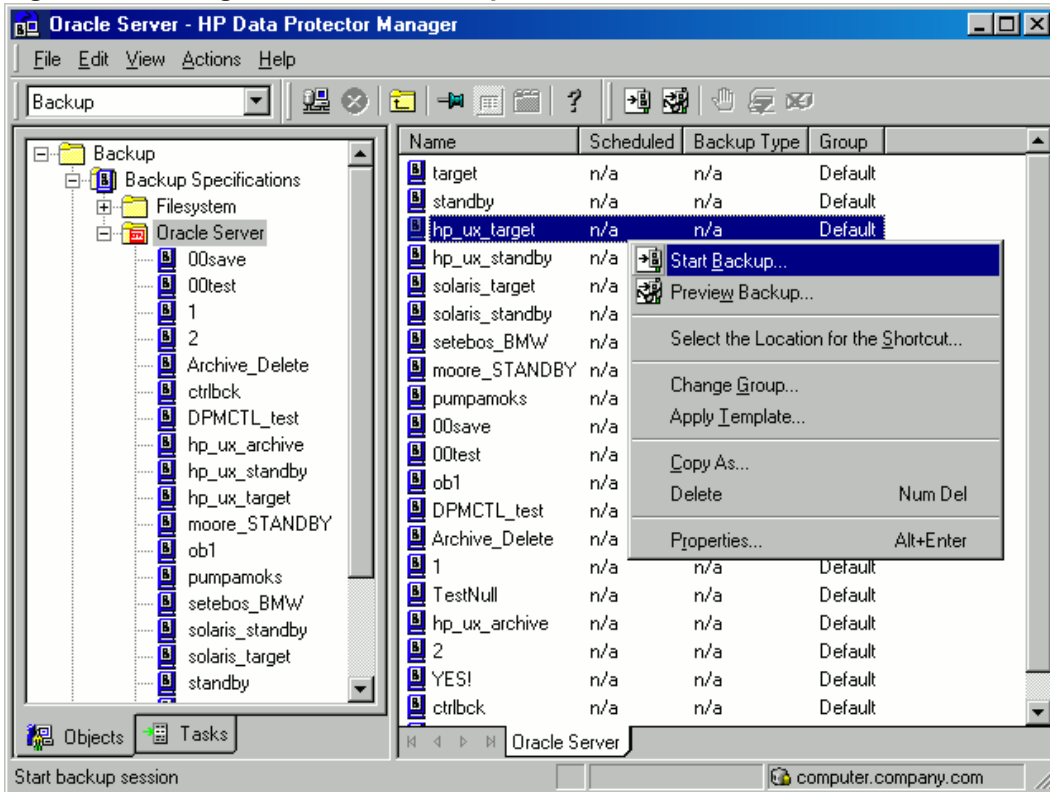 Oracle Server - HP Data Protector Manager
File Edit View Actions Help
Backup
Backup
Backup Specifications
Filesystem
Oracle Server
00save
00test
1
2
Archive_Delete
ctrlbck
DPMCTL_test
hp_ux_archive
hp_ux_standby
hp_ux_target
moore_STANDBY
ob1
pumpamoks
setebos_BMW
solaris_standby
solaris_target
standby
Objects Tasks
Name Scheduled Backup Type Group
target n/a n/a Default
standby n/a n/a Default
hp_ux_target n/a n/a Default
hp_ux_standby n/a
solaris_target n/a
solaris_standby n/a
setebos_BMW n/a
moore_STANDBY n/a
pumpamoks n/a
00save n/a
00test n/a
ob1 n/a
DPMCTL_test n/a
Archive_Delete n/a
1 n/a n/a Default
TestNull n/a n/a Default
hp_ux_archive n/a n/a Default
2 n/a n/a Default
YES! n/a n/a Default
ctrlbck n/a n/a Default
Start Backup...
Preview Backup...
Select the Location for the Shortcut...
Change Group...
Apply Template...
Copy As...
Delete Num Del
Properties... Alt+Enter
Oracle Server
Start backup session
computer.company.com